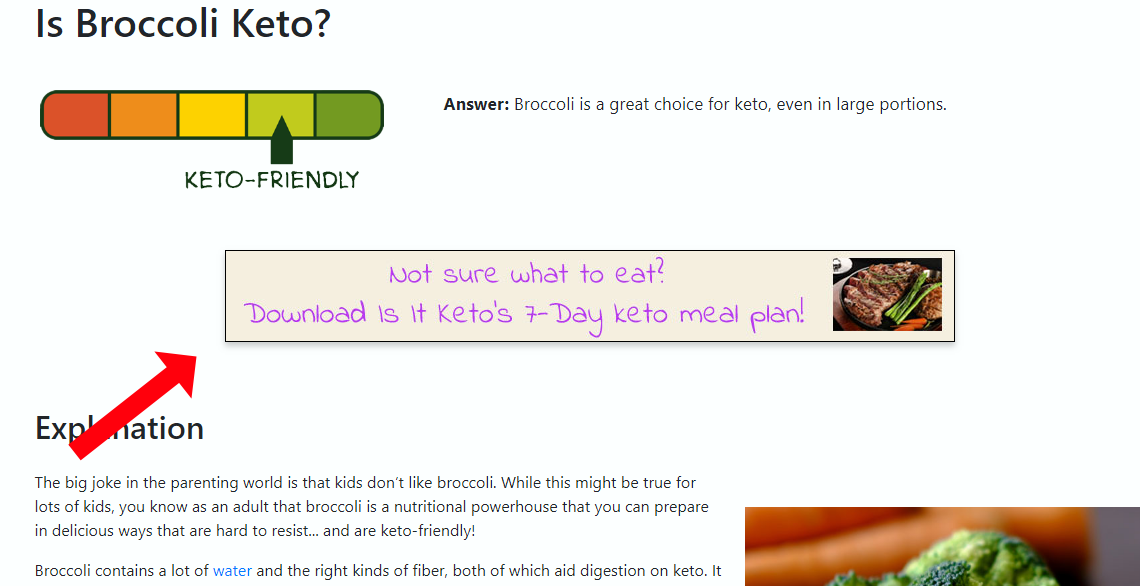 Is Broccoli Keto?
Answer: Broccoli is a great choice for keto, even in large portions.
KETO-FRIENDLY
Not sure what to eat?
Download Is It Keto's 7-Day keto meal plan!
Explanation
The big joke in the parenting world is that kids don't like broccoli. While this might be true for
lots of kids, you know as an adult that broccoli is a nutritional powerhouse that you can prepare
in delicious ways that are hard to resist... and are keto-friendly!
Broccoli contains a lot of water and the right kinds of fiber, both of which aid digestion on keto. It